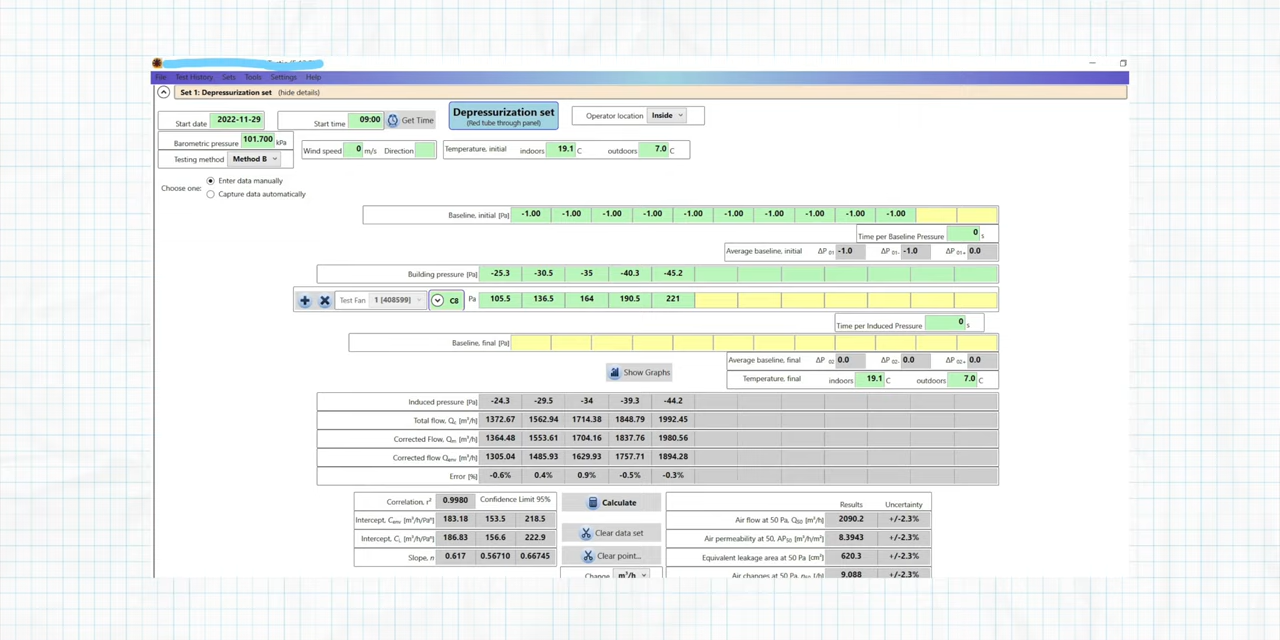 File Test History Sets Tools Settings Help
Set 1: Depressurization set (hide details)
Start date 2022-11-29 Start time 09:00 Get Time Depressurization set Operator location Inside
(Red tube through panel)
Barometric pressure 101.700 kPa
Wind speed 0 m/s Direction Temperature, initial indoors 19.1 C outdoors 7.0 C
Testing method Method B
Choose one: Enter data manually
Capture data automatically
Baseline, initial [Pa] -1.00 -1.00 -1.00 -1.00 -1.00 -1.00 -1.00 -1.00 -1.00 -1.00
Time per Baseline Pressure 0 s
Average baseline, initial ΔP 01 -1.0 ΔP 01- -1.0 ΔP 01+ 0.0
Building pressure [Pa] -25.3 -30.5 -35 -40.3 -45.2
Test Fan 1 [408599] C8 Pa 105.5 136.5 164 190.5 221
Time per Induced Pressure 0 s
Baseline, final [Pa]
Average baseline, final ΔP 02 0.0 ΔP 02- 0.0 ΔP 02+ 0.0
Show Graphs
Temperature, final indoors 19.1 C outdoors 7.0 C
Induced pressure [Pa] -24.3 -29.5 -34 -39.3 -44.2
Total flow, Qr [m³/h] 1372.67 1562.94 1714.38 1848.79 1992.45
Corrected Flow, Qm [m³/h] 1364.48 1553.61 1704.16 1837.76 1980.56
Corrected flow Qenv [m³/h] 1305.04 1485.93 1629.93 1757.71 1894.28
Error [%] -0.6% 0.4% 0.9% -0.5% -0.3%
Correlation, r² 0.9980 Confidence Limit 95% Calculate Results Uncertainty
Intercept, Cenv [m³/h/Paⁿ] 183.18 153.5 218.5 Air flow at 50 Pa, Q50 [m³/h] 2090.2 +/-2.3%
Clear data set
Intercept, CL [m³/h/Paⁿ] 186.83 156.6 222.9 Air permeability at 50, AP50 [m³/h/m²] 8.3943 +/-2.3%
Slope, n 0.617 0.56710 0.66745 Clear point... Equivalent leakage area at 50 Pa [cm²] 620.3 +/-2.3%
Change m³/h Air changes at 50 Pa, n50 [/h] 9.088 +/-2.3%